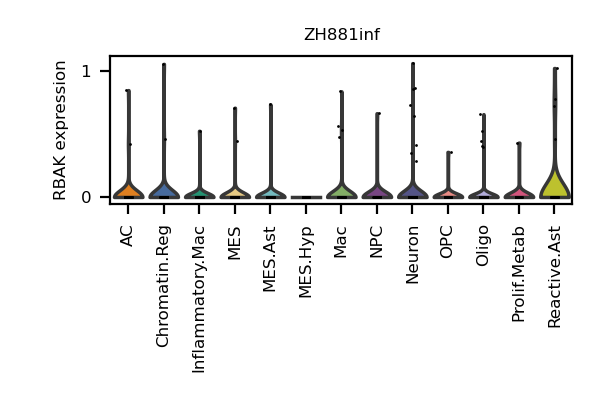 ZH881inf
RBAK expression
1
0
AC
Chromatin.Reg
Inflammatory.Mac
MES
MES.Ast
MES.Hyp
Mac
NPC
Neuron
OPC
Oligo
Prolif.Metab
Reactive.Ast